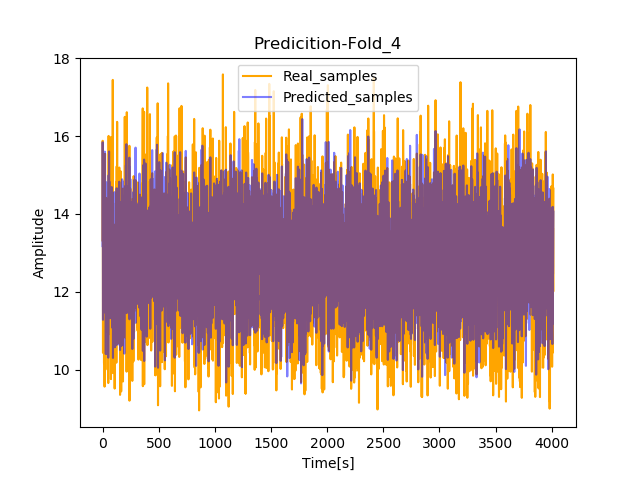 Predicition-Fold_4
18
16
14
12
10
Amplitude
Real_samples
Predicted_samples
0 500 1000 1500 2000 2500 3000 3500 4000
Time[s]